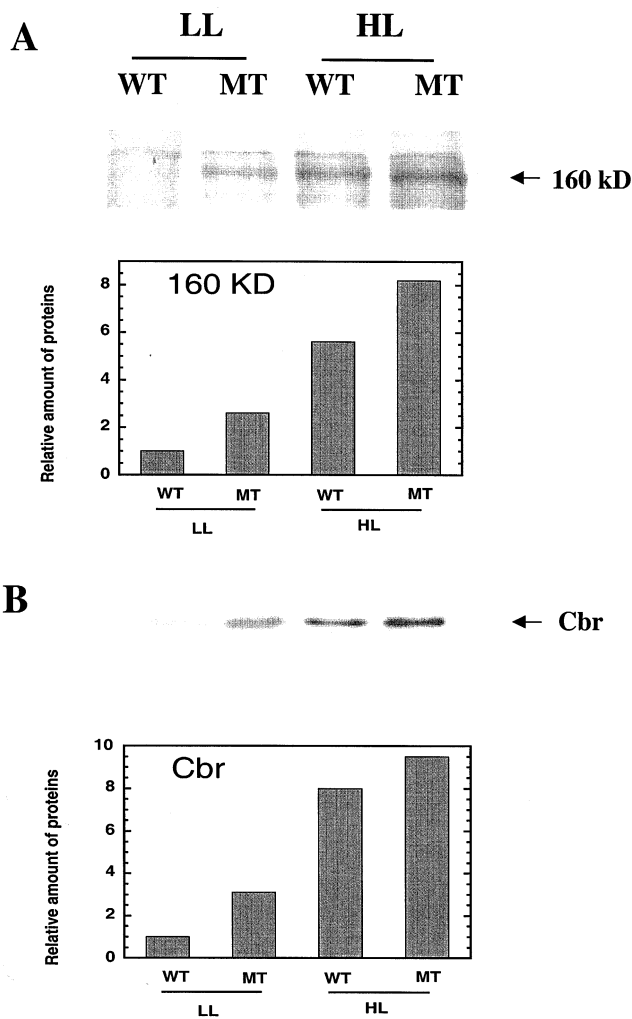 A
LL HL
WT MT WT MT
160 kD
160 KD
Relative amount of proteins
8
6
4
2
0
WT MT WT MT
LL HL
B
Cbr
Cbr
Relative amount of proteins
10
8
6
4
2
0
WT MT WT MT
LL HL